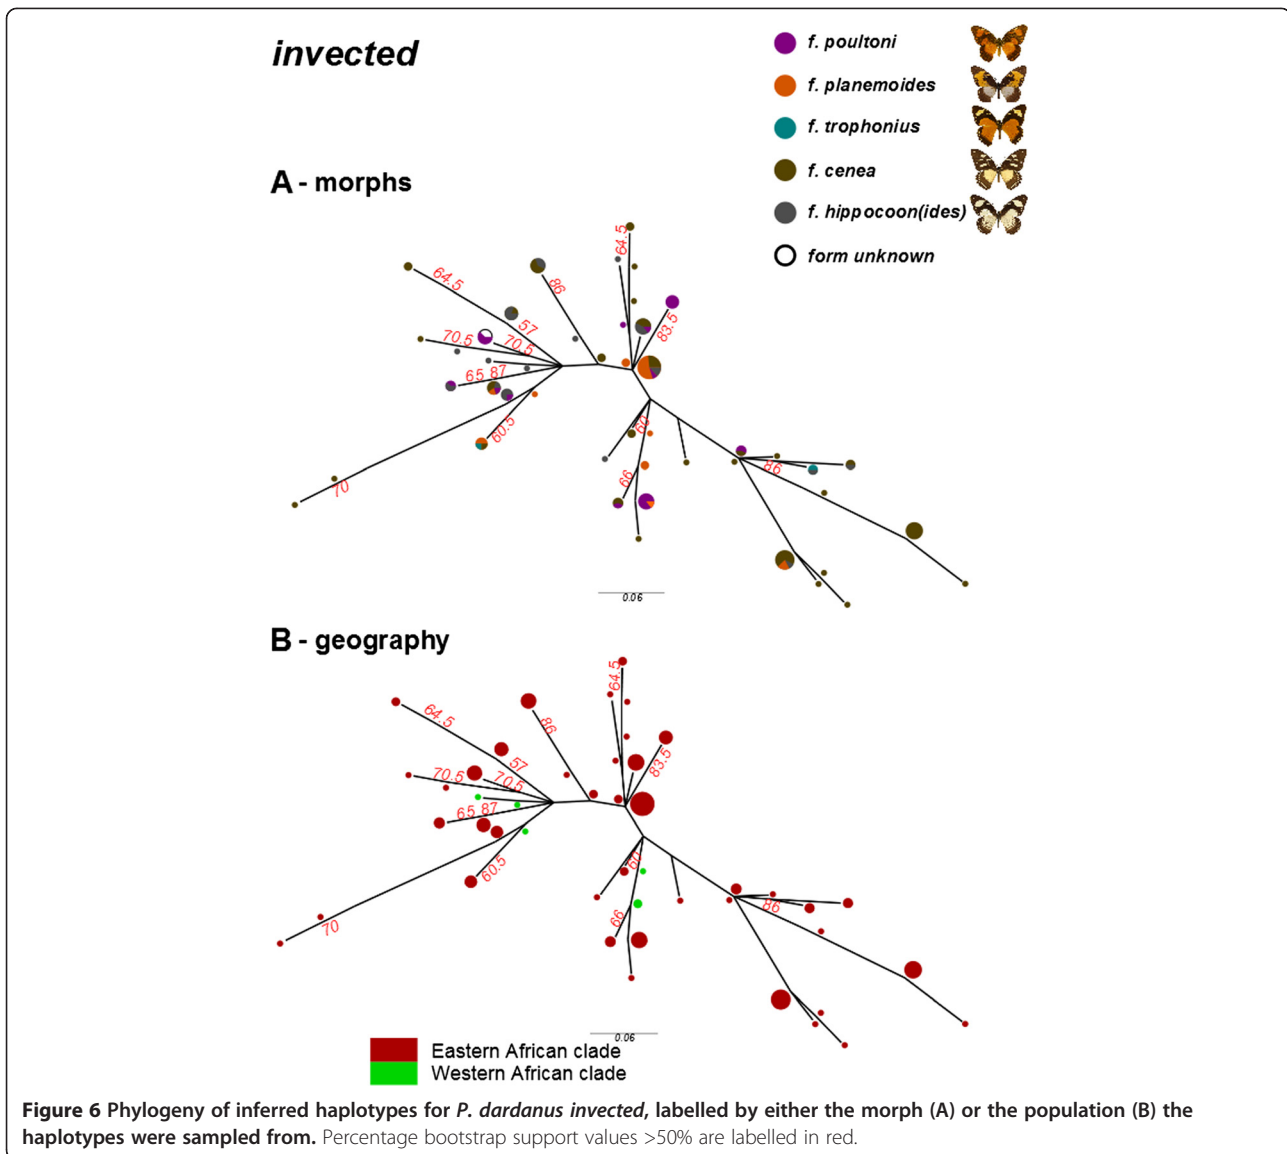 invected
f. poultoni
f. planemoides
f. trophonius
f. cenea
f. hippocoon(ides)
form unknown
A - morphs
64.5
86
64.5
57
70.5
70.5
83.5
65 87
60.5
70
60
66
86
0.06
B - geography
64.5
86
64.5
57
70.5
70.5
83.5
65 87
60.5
70
60
66
86
0.06
Eastern African clade
Western African clade
Figure 6 Phylogeny of inferred haplotypes for P. dardanus invected, labelled by either the morph (A) or the population (B) the
haplotypes were sampled from. Percentage bootstrap support values >50% are labelled in red.